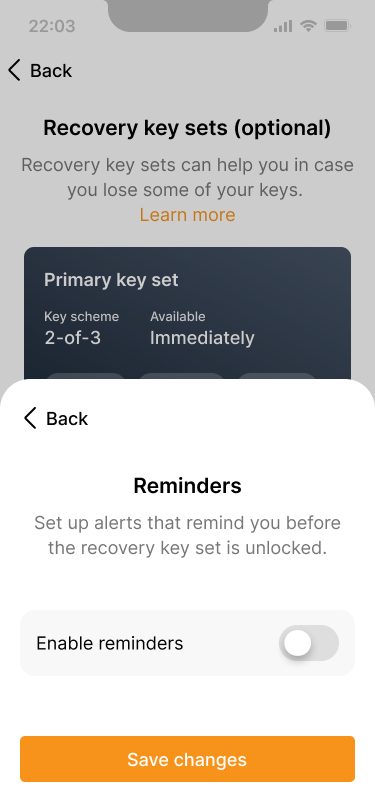 22:03
Back
Recovery key sets (optional)
Recovery key sets can help you in case
you lose some of your keys.
Learn more
Primary key set
Key scheme
Available
2-of-3
Immediately
Back
Reminders
Set up alerts that remind you before
the recovery key set is unlocked.
Enable reminders
Save changes